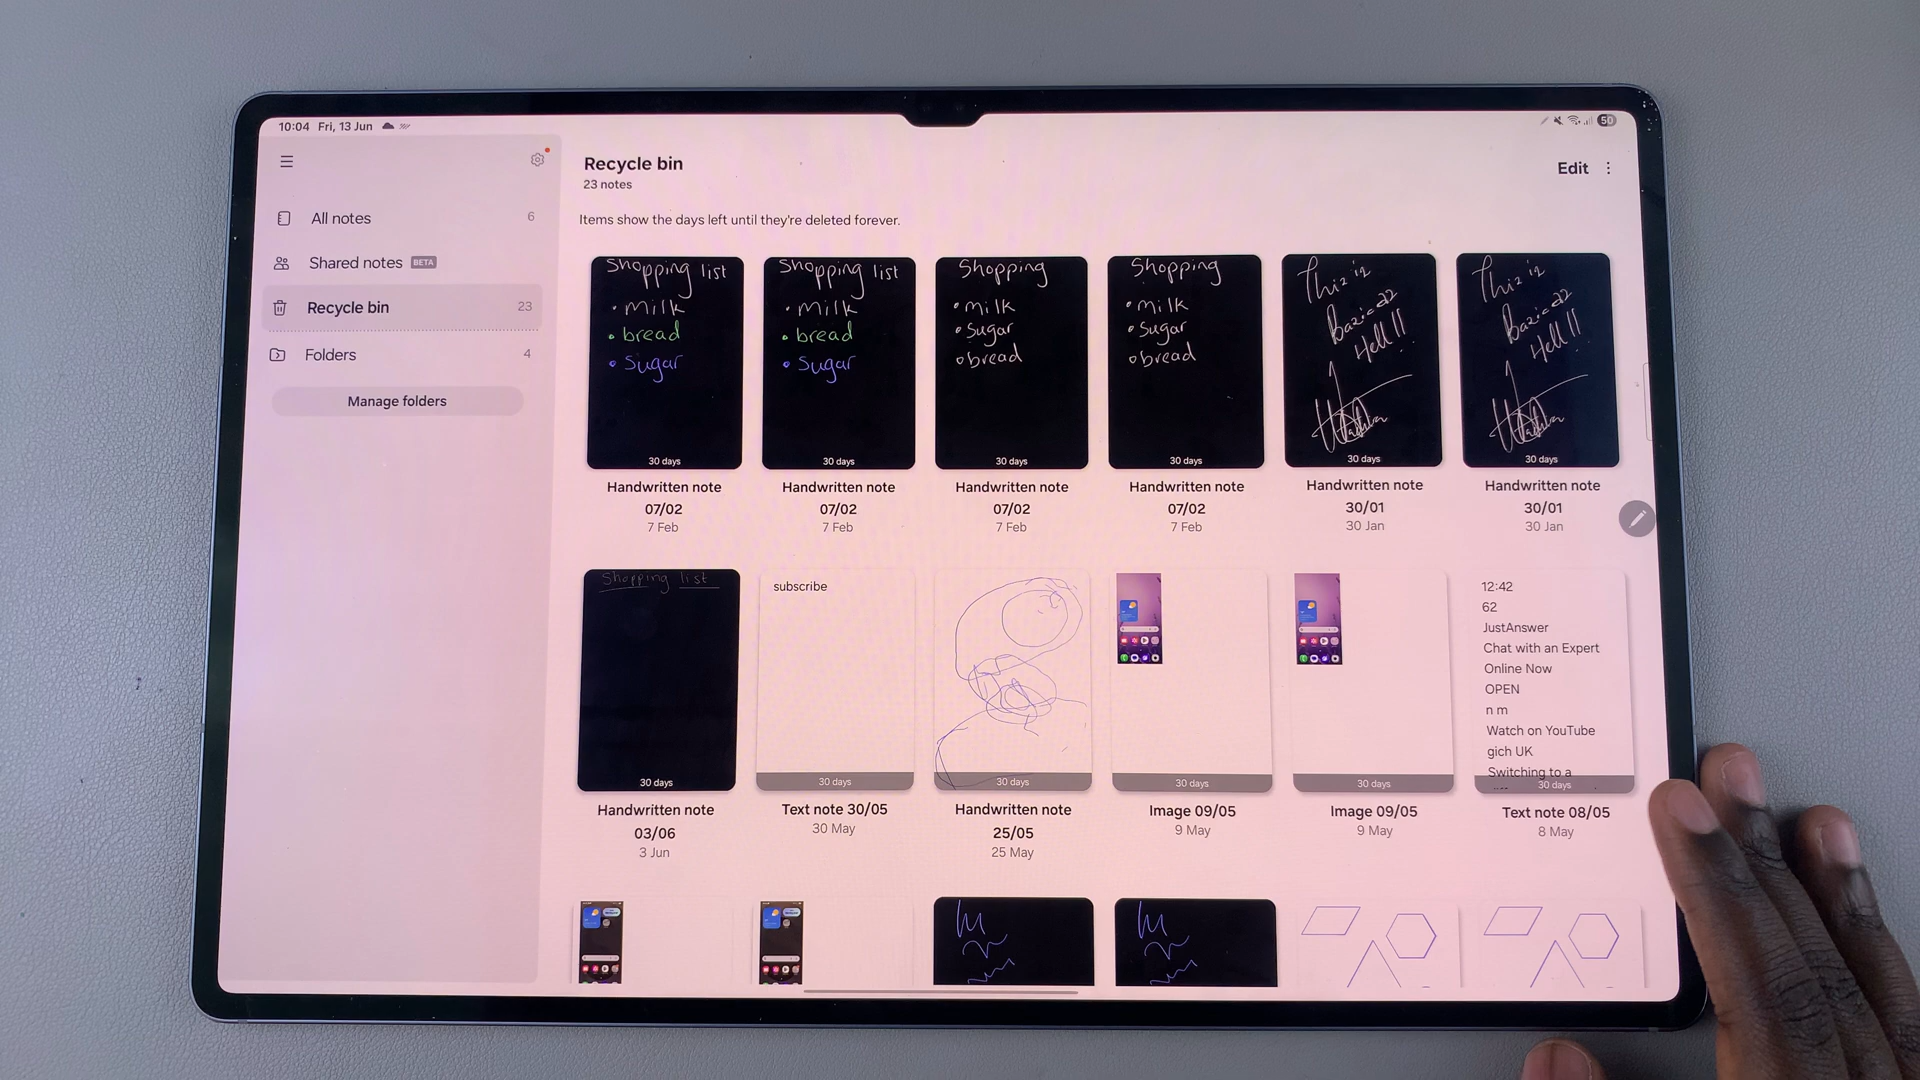 10:04 Fri, 13 Jun
50
All notes 6
Shared notes BETA
Recycle bin 23
Folders 4
Manage folders
Recycle bin
23 notes
Edit
Items show the days left until they're deleted forever.
Shopping list
• milk
• bread
• Sugar
30 days
Handwritten note
07/02
7 Feb
Shopping list
• milk
• bread
• Sugar
30 days
Handwritten note
07/02
7 Feb
Shopping
• milk
• Sugar
• bread
30 days
Handwritten note
07/02
7 Feb
Shopping
• milk
• Sugar
• bread
30 days
Handwritten note
07/02
7 Feb
Hell!!
30 days
Handwritten note
30/01
30 Jan
Hell!!
30 days
Handwritten note
30/01
30 Jan
Shopping list
30 days
Handwritten note
03/06
3 Jun
subscribe
30 days
Text note 30/05
30 May
30 days
Handwritten note
25/05
25 May
30 days
Image 09/05
9 May
30 days
Image 09/05
9 May
12:42
62
JustAnswer
Chat with an Expert
Online Now
OPEN
n m
Watch on YouTube
gich UK
Switching to a
30 days
Text note 08/05
8 May